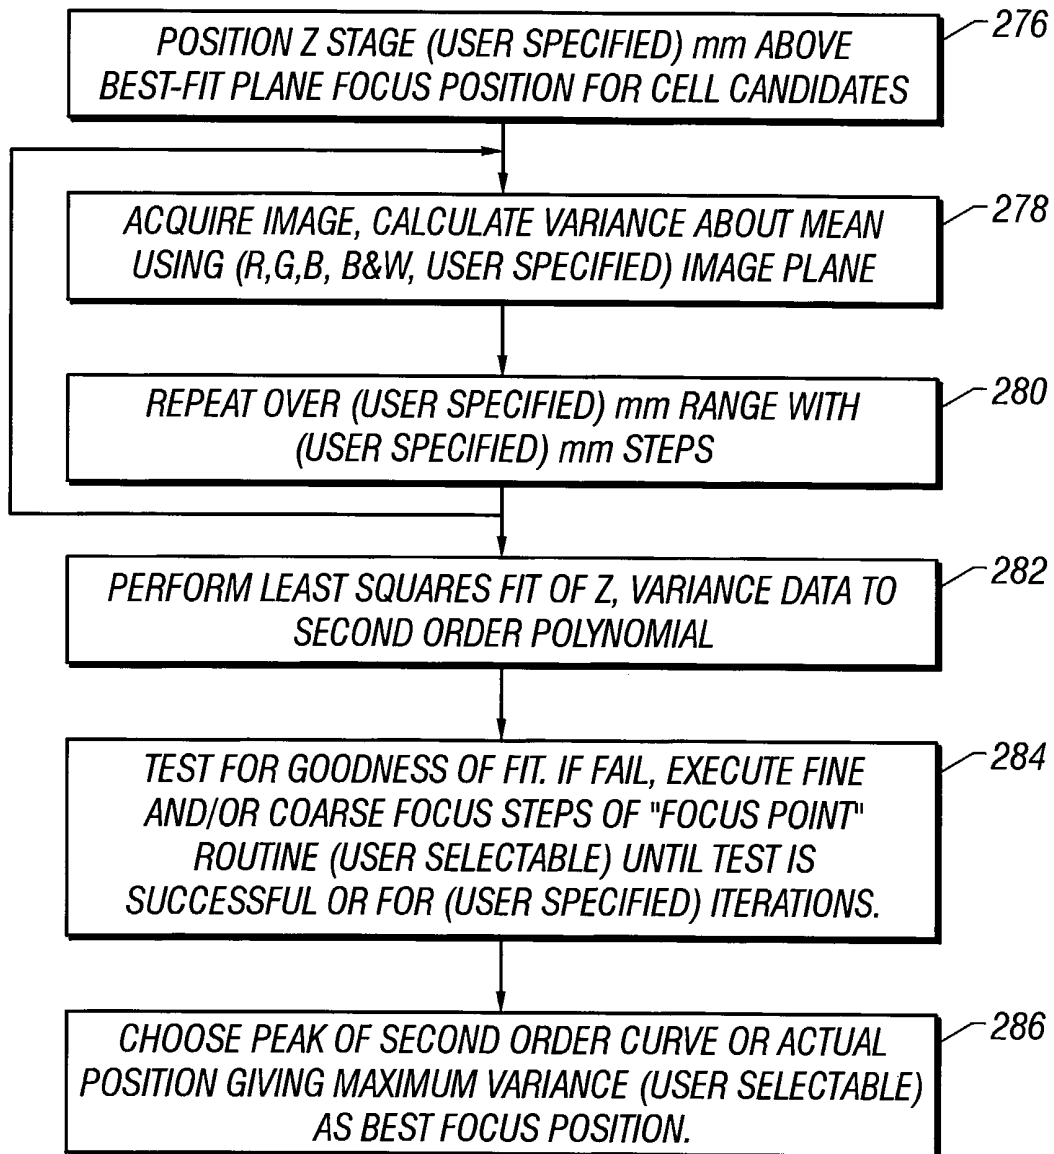 276
POSITION Z STAGE (USER SPECIFIED) mm ABOVE
BEST-FIT PLANE FOCUS POSITION FOR CELL CANDIDATES
278
ACQUIRE IMAGE, CALCULATE VARIANCE ABOUT MEAN
USING (R,G,B, B&W, USER SPECIFIED) IMAGE PLANE
280
REPEAT OVER (USER SPECIFIED) mm RANGE WITH
(USER SPECIFIED) mm STEPS
282
PERFORM LEAST SQUARES FIT OF Z, VARIANCE DATA TO
SECOND ORDER POLYNOMIAL
284
TEST FOR GOODNESS OF FIT. IF FAIL, EXECUTE FINE
AND/OR COARSE FOCUS STEPS OF "FOCUS POINT"
ROUTINE (USER SELECTABLE) UNTIL TEST IS
SUCCESSFUL OR FOR (USER SPECIFIED) ITERATIONS.
286
CHOOSE PEAK OF SECOND ORDER CURVE OR ACTUAL
POSITION GIVING MAXIMUM VARIANCE (USER SELECTABLE)
AS BEST FOCUS POSITION.